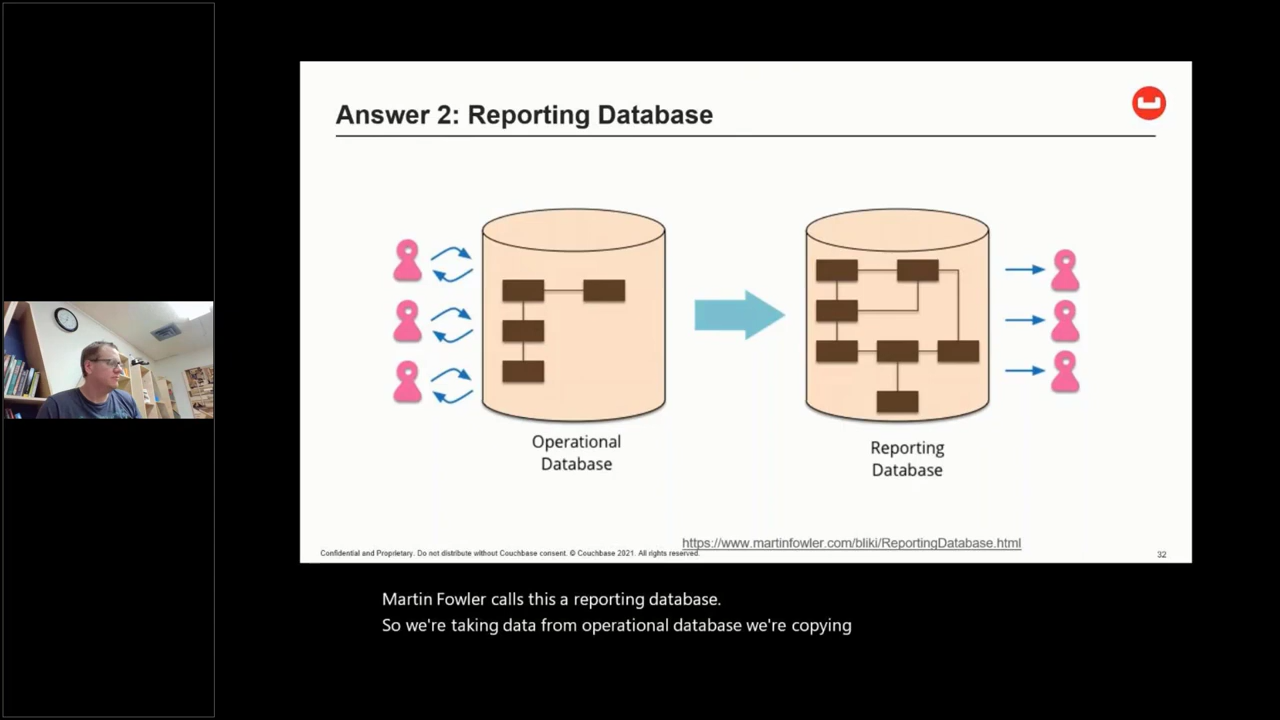 Answer 2: Reporting Database
Operational
Database
Reporting
Database
https://www.martinfowler.com/bliki/ReportingDatabase.html
Confidential and Proprietary. Do not distribute without Couchbase consent. © Couchbase 2021. All rights reserved.
32
Martin Fowler calls this a reporting database.
So we're taking data from operational database we're copying